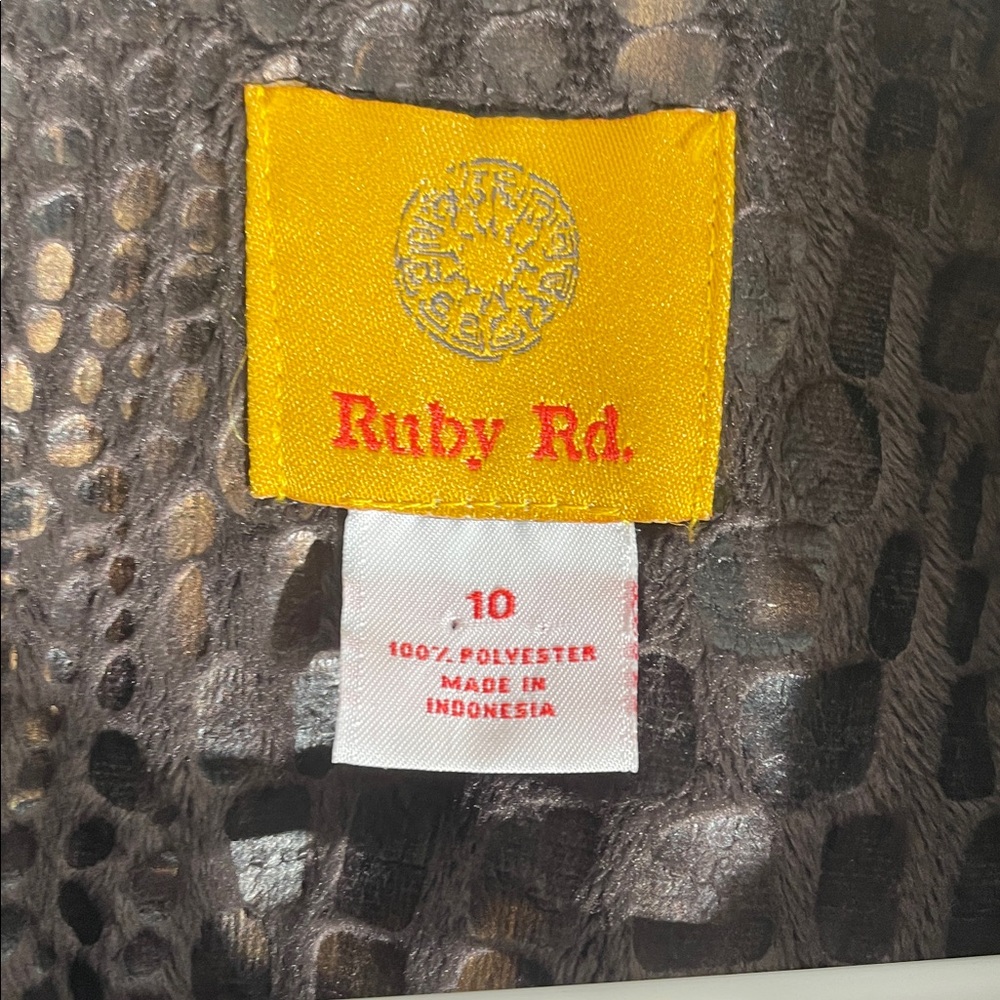 Ruby Rd.
10
100% POLYESTER
MADE IN
INDONESIA